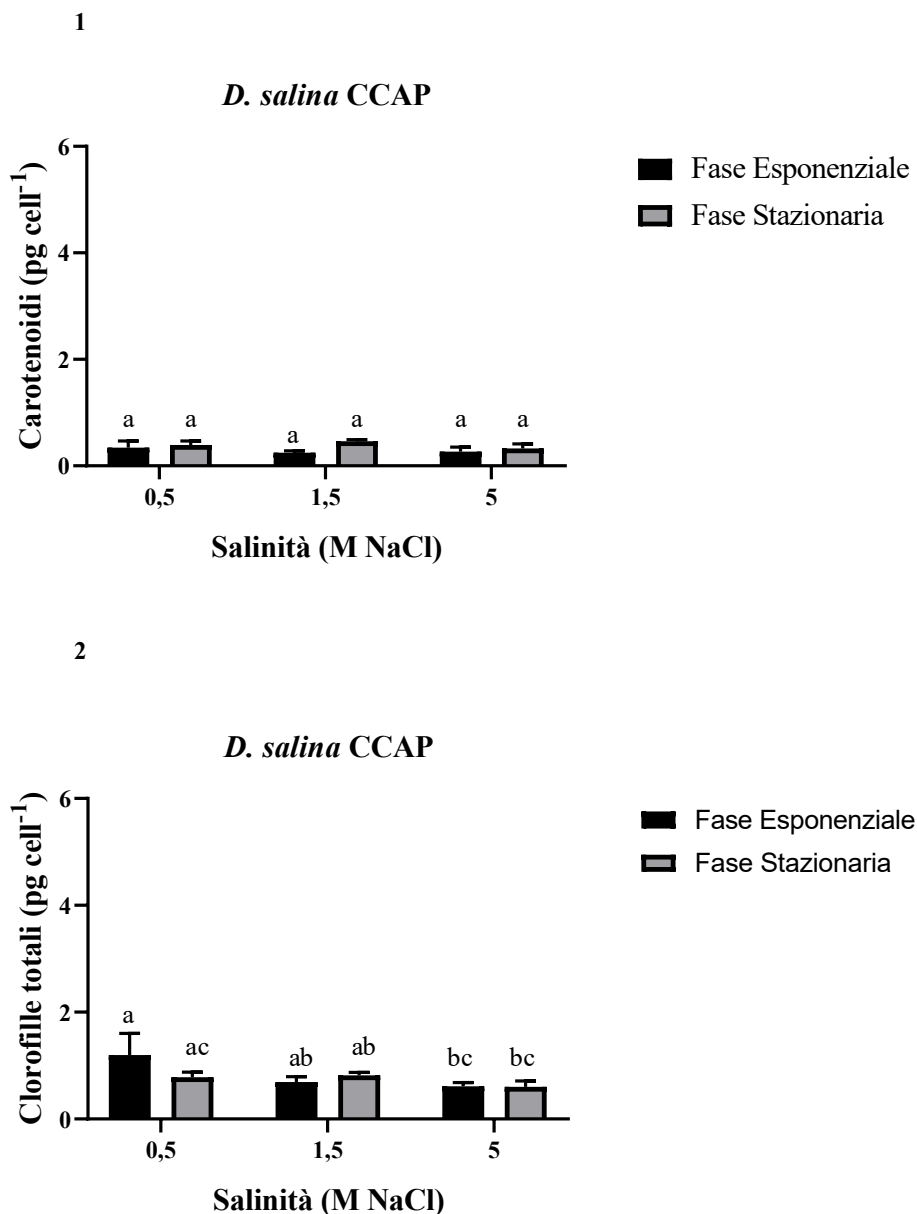 1
D. salina CCAP
6
4
2
0
Carotenoidi (pg cell-1)
a a a a a a
0,5 1,5 5
Salinità (M NaCl)
Fase Esponenziale
Fase Stazionaria
2
D. salina CCAP
6
4
2
0
Clorofille totali (pg cell-1)
a ac ab ab bc bc
0,5 1,5 5
Salinità (M NaCl)
Fase Esponenziale
Fase Stazionaria